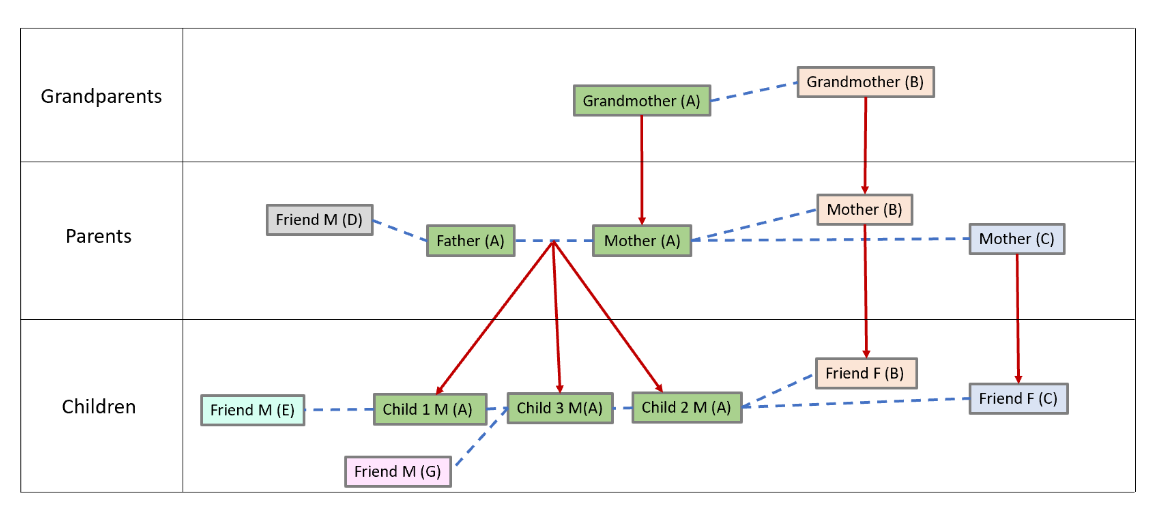 Grandparents
Grandmother (A)
Grandmother (B)
Parents
Friend M (D)
Father (A)
Mother (A)
Mother (B)
Mother (C)
Children
Friend M (E)
Child 1 M (A)
Child 3 M(A)
Child 2 M (A)
Friend F (B)
Friend F (C)
Friend M (G)